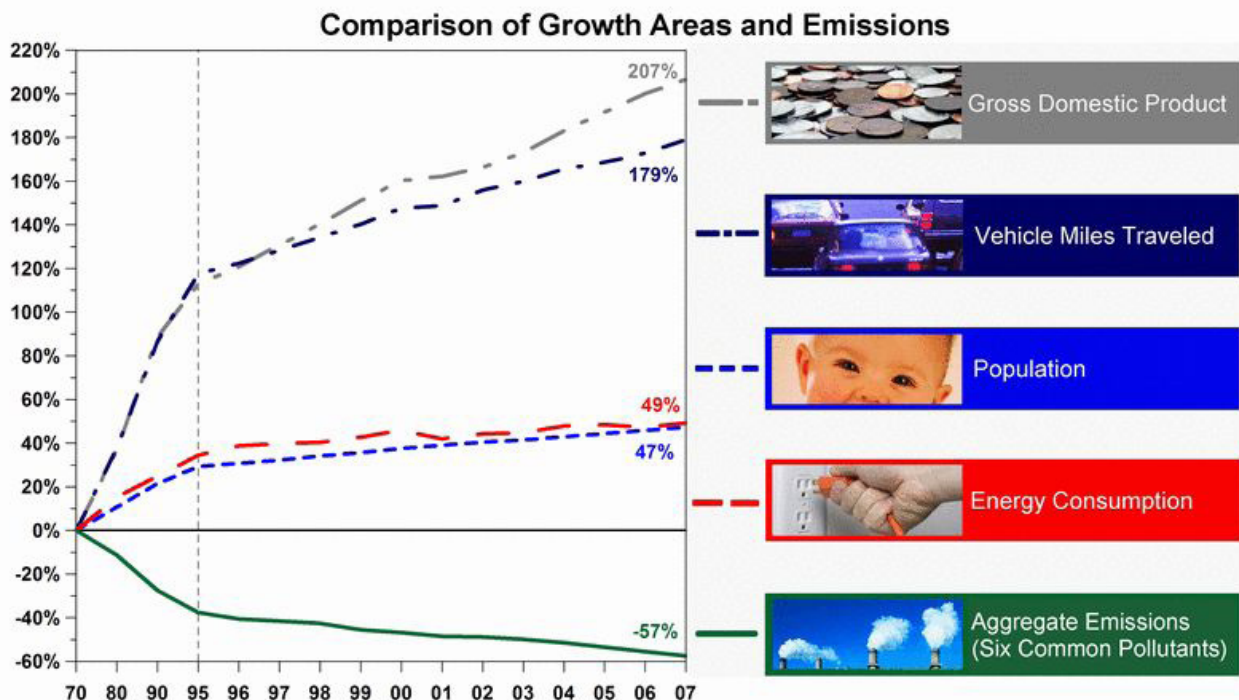 Comparison of Growth Areas and Emissions
220%
200%
180%
160%
140%
120%
100%
80%
60%
40%
20%
0%
-20%
-40%
-60%
207%
179%
49%
47%
-57%
70 80 90 95 96 97 98 99 00 01 02 03 04 05 06 07
Gross Domestic Product
Vehicle Miles Traveled
Population
Energy Consumption
Aggregate Emissions
(Six Common Pollutants)